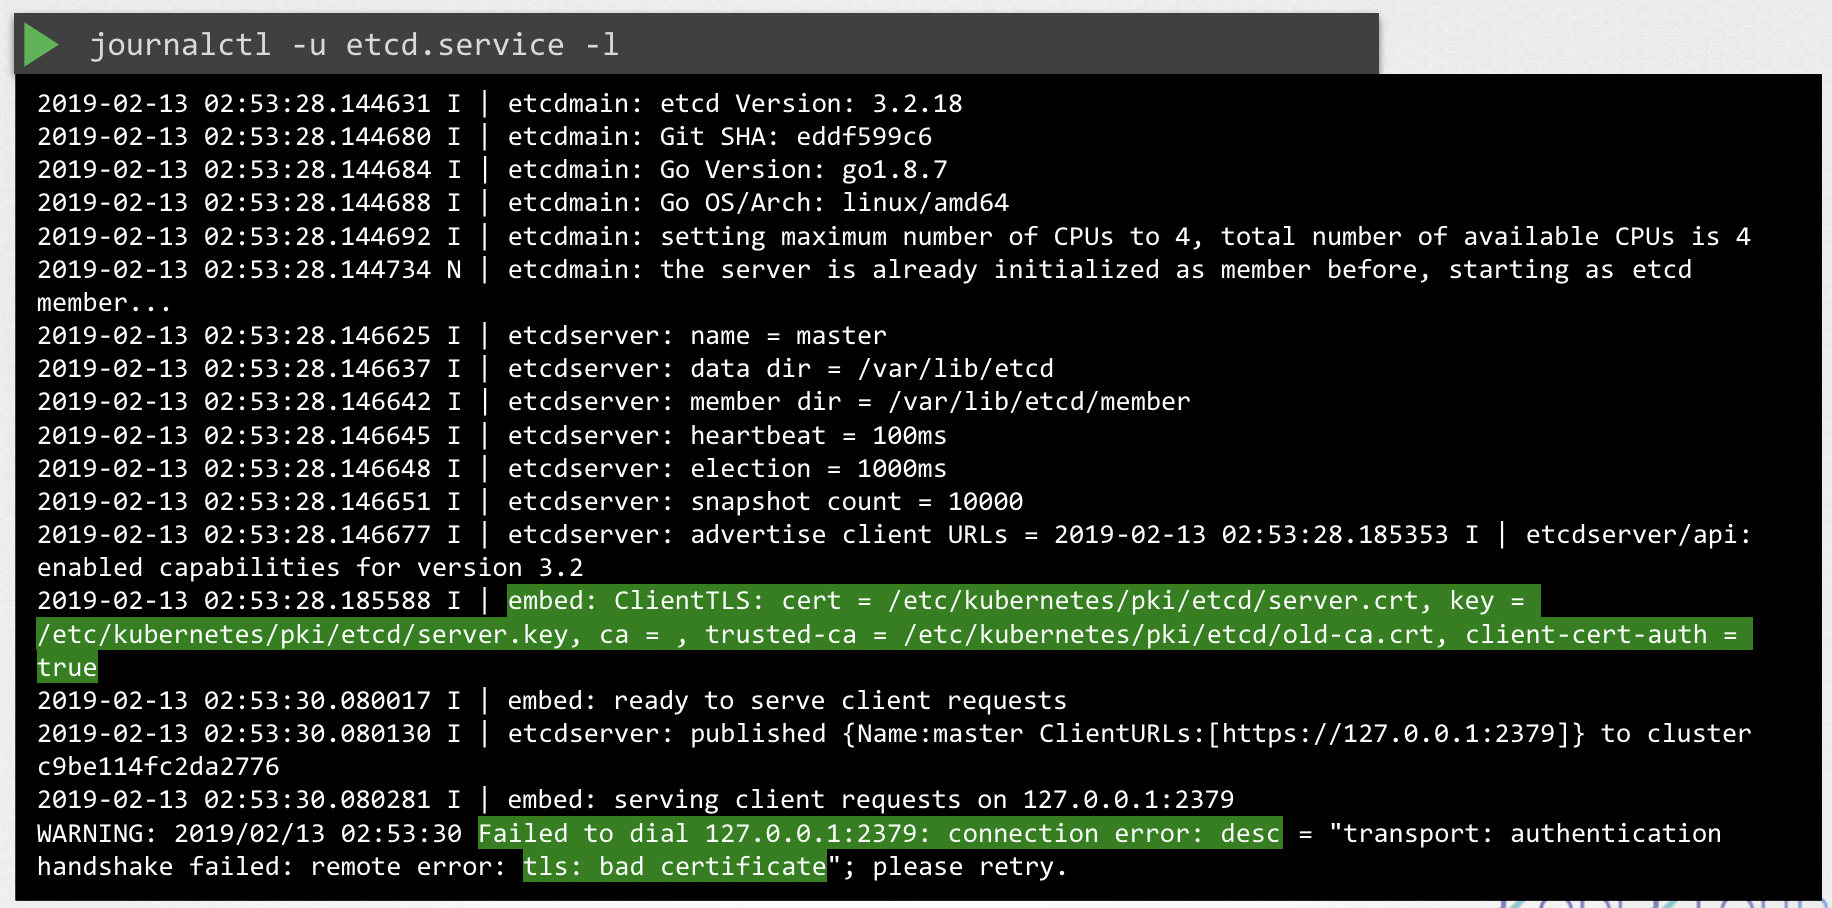 journalctl -u etcd.service -l
2019-02-13 02:53:28.144631 I | etcdmain: etcd Version: 3.2.18
2019-02-13 02:53:28.144680 I | etcdmain: Git SHA: eddf599c6
2019-02-13 02:53:28.144684 I | etcdmain: Go Version: go1.8.7
2019-02-13 02:53:28.144688 I | etcdmain: Go OS/Arch: linux/amd64
2019-02-13 02:53:28.144692 I | etcdmain: setting maximum number of CPUs to 4, total number of available CPUs is 4
2019-02-13 02:53:28.144734 N | etcdmain: the server is already initialized as member before, starting as etcd
member...
2019-02-13 02:53:28.146625 I | etcdserver: name = master
2019-02-13 02:53:28.146637 I | etcdserver: data dir = /var/lib/etcd
2019-02-13 02:53:28.146642 I | etcdserver: member dir = /var/lib/etcd/member
2019-02-13 02:53:28.146645 I | etcdserver: heartbeat = 100ms
2019-02-13 02:53:28.146648 I | etcdserver: election = 1000ms
2019-02-13 02:53:28.146651 I | etcdserver: snapshot count = 10000
2019-02-13 02:53:28.146677 I | etcdserver: advertise client URLs = 2019-02-13 02:53:28.185353 I | etcdserver/api:
enabled capabilities for version 3.2
2019-02-13 02:53:28.185588 I | embed: ClientTLS: cert = /etc/kubernetes/pki/etcd/server.crt, key =
/etc/kubernetes/pki/etcd/server.key, ca = , trusted-ca = /etc/kubernetes/pki/etcd/old-ca.crt, client-cert-auth =
true
2019-02-13 02:53:30.080017 I | embed: ready to serve client requests
2019-02-13 02:53:30.080130 I | etcdserver: published {Name:master ClientURLs:[https://127.0.0.1:2379]} to cluster
c9be114fc2da2776
2019-02-13 02:53:30.080281 I | embed: serving client requests on 127.0.0.1:2379
WARNING: 2019/02/13 02:53:30 Failed to dial 127.0.0.1:2379: connection error: desc = "transport: authentication
handshake failed: remote error: tls: bad certificate"; please retry.